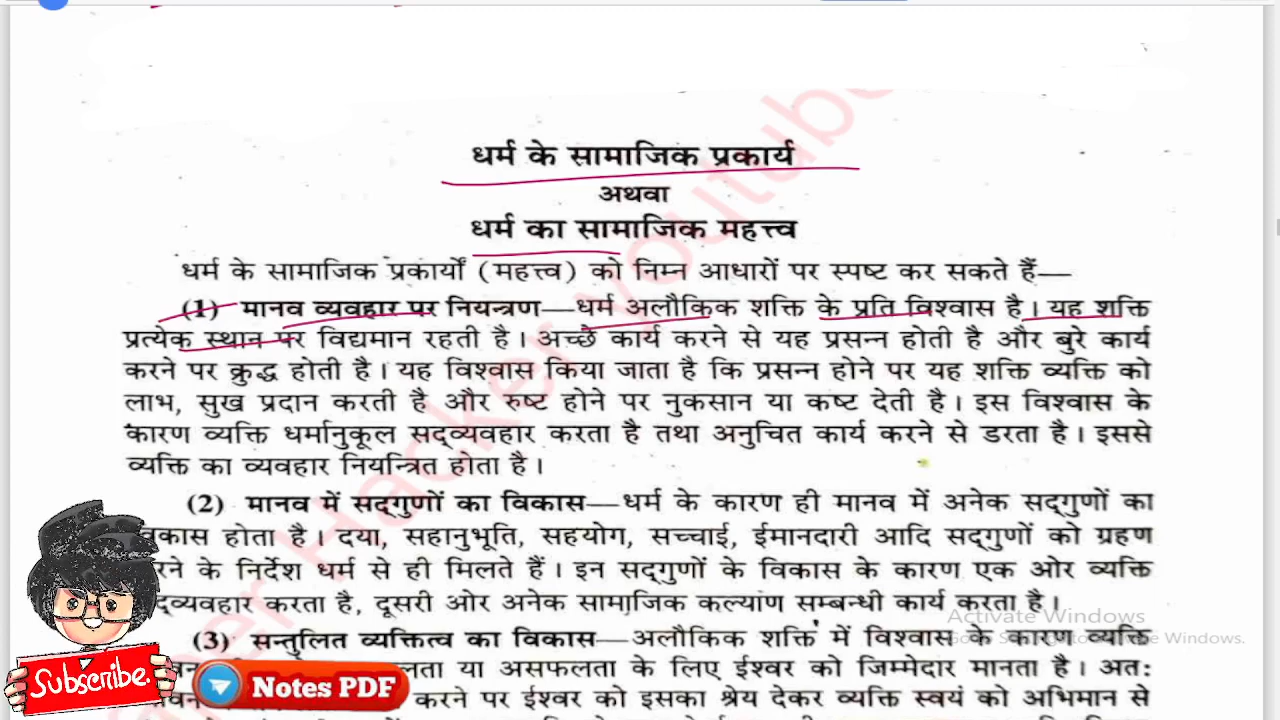 धर्म के सामाजिक प्रकार्य
अथवा
धर्म का सामाजिक महत्त्व
धर्म के सामाजिक प्रकार्यों (महत्त्व) को निम्न आधारों पर स्पष्ट कर सकते हैं—
(1) मानव व्यवहार पर नियन्त्रण—धर्म अलौकिक शक्ति के प्रति विश्वास है। यह शक्ति
प्रत्येक स्थान पर विद्यमान रहती है। अच्छे कार्य करने से यह प्रसन्न होती है और बुरे कार्य
करने पर क्रुद्ध होती है। यह विश्वास किया जाता है कि प्रसन्न होने पर यह शक्ति व्यक्ति को
लाभ, सुख प्रदान करती है और रुष्ट होने पर नुकसान या कष्ट देती है। इस विश्वास के
कारण व्यक्ति धर्मानुकूल सद्व्यवहार करता है तथा अनुचित कार्य करने से डरता है। इससे
व्यक्ति का व्यवहार नियन्त्रित होता है।
(2) मानव में सद्गुणों का विकास—धर्म के कारण ही मानव में अनेक सद्गुणों का
होता है। दया, सहानुभूति, सहयोग, सच्चाई, ईमानदारी आदि सद्गुणों को ग्रहण
के निर्देश धर्म से ही मिलते हैं। इन सद्गुणों के विकास के कारण एक ओर व्यक्ति
करता है, दूसरी ओर अनेक सामाजिक कल्याण सम्बन्धी कार्य करता है।
(3) सन्तुलित व्यक्तित्व का विकास—अलौकिक शक्ति में विश्वास के कारण व्यक्ति
या असफलता के लिए ईश्वर को जिम्मेदार मानता है। अत:
करने पर ईश्वर को इसका श्रेय देकर व्यक्ति स्वयं को अभिमान से
Hacker youtub
Activate Windows
Windows.
Subscribe.
Notes PDF